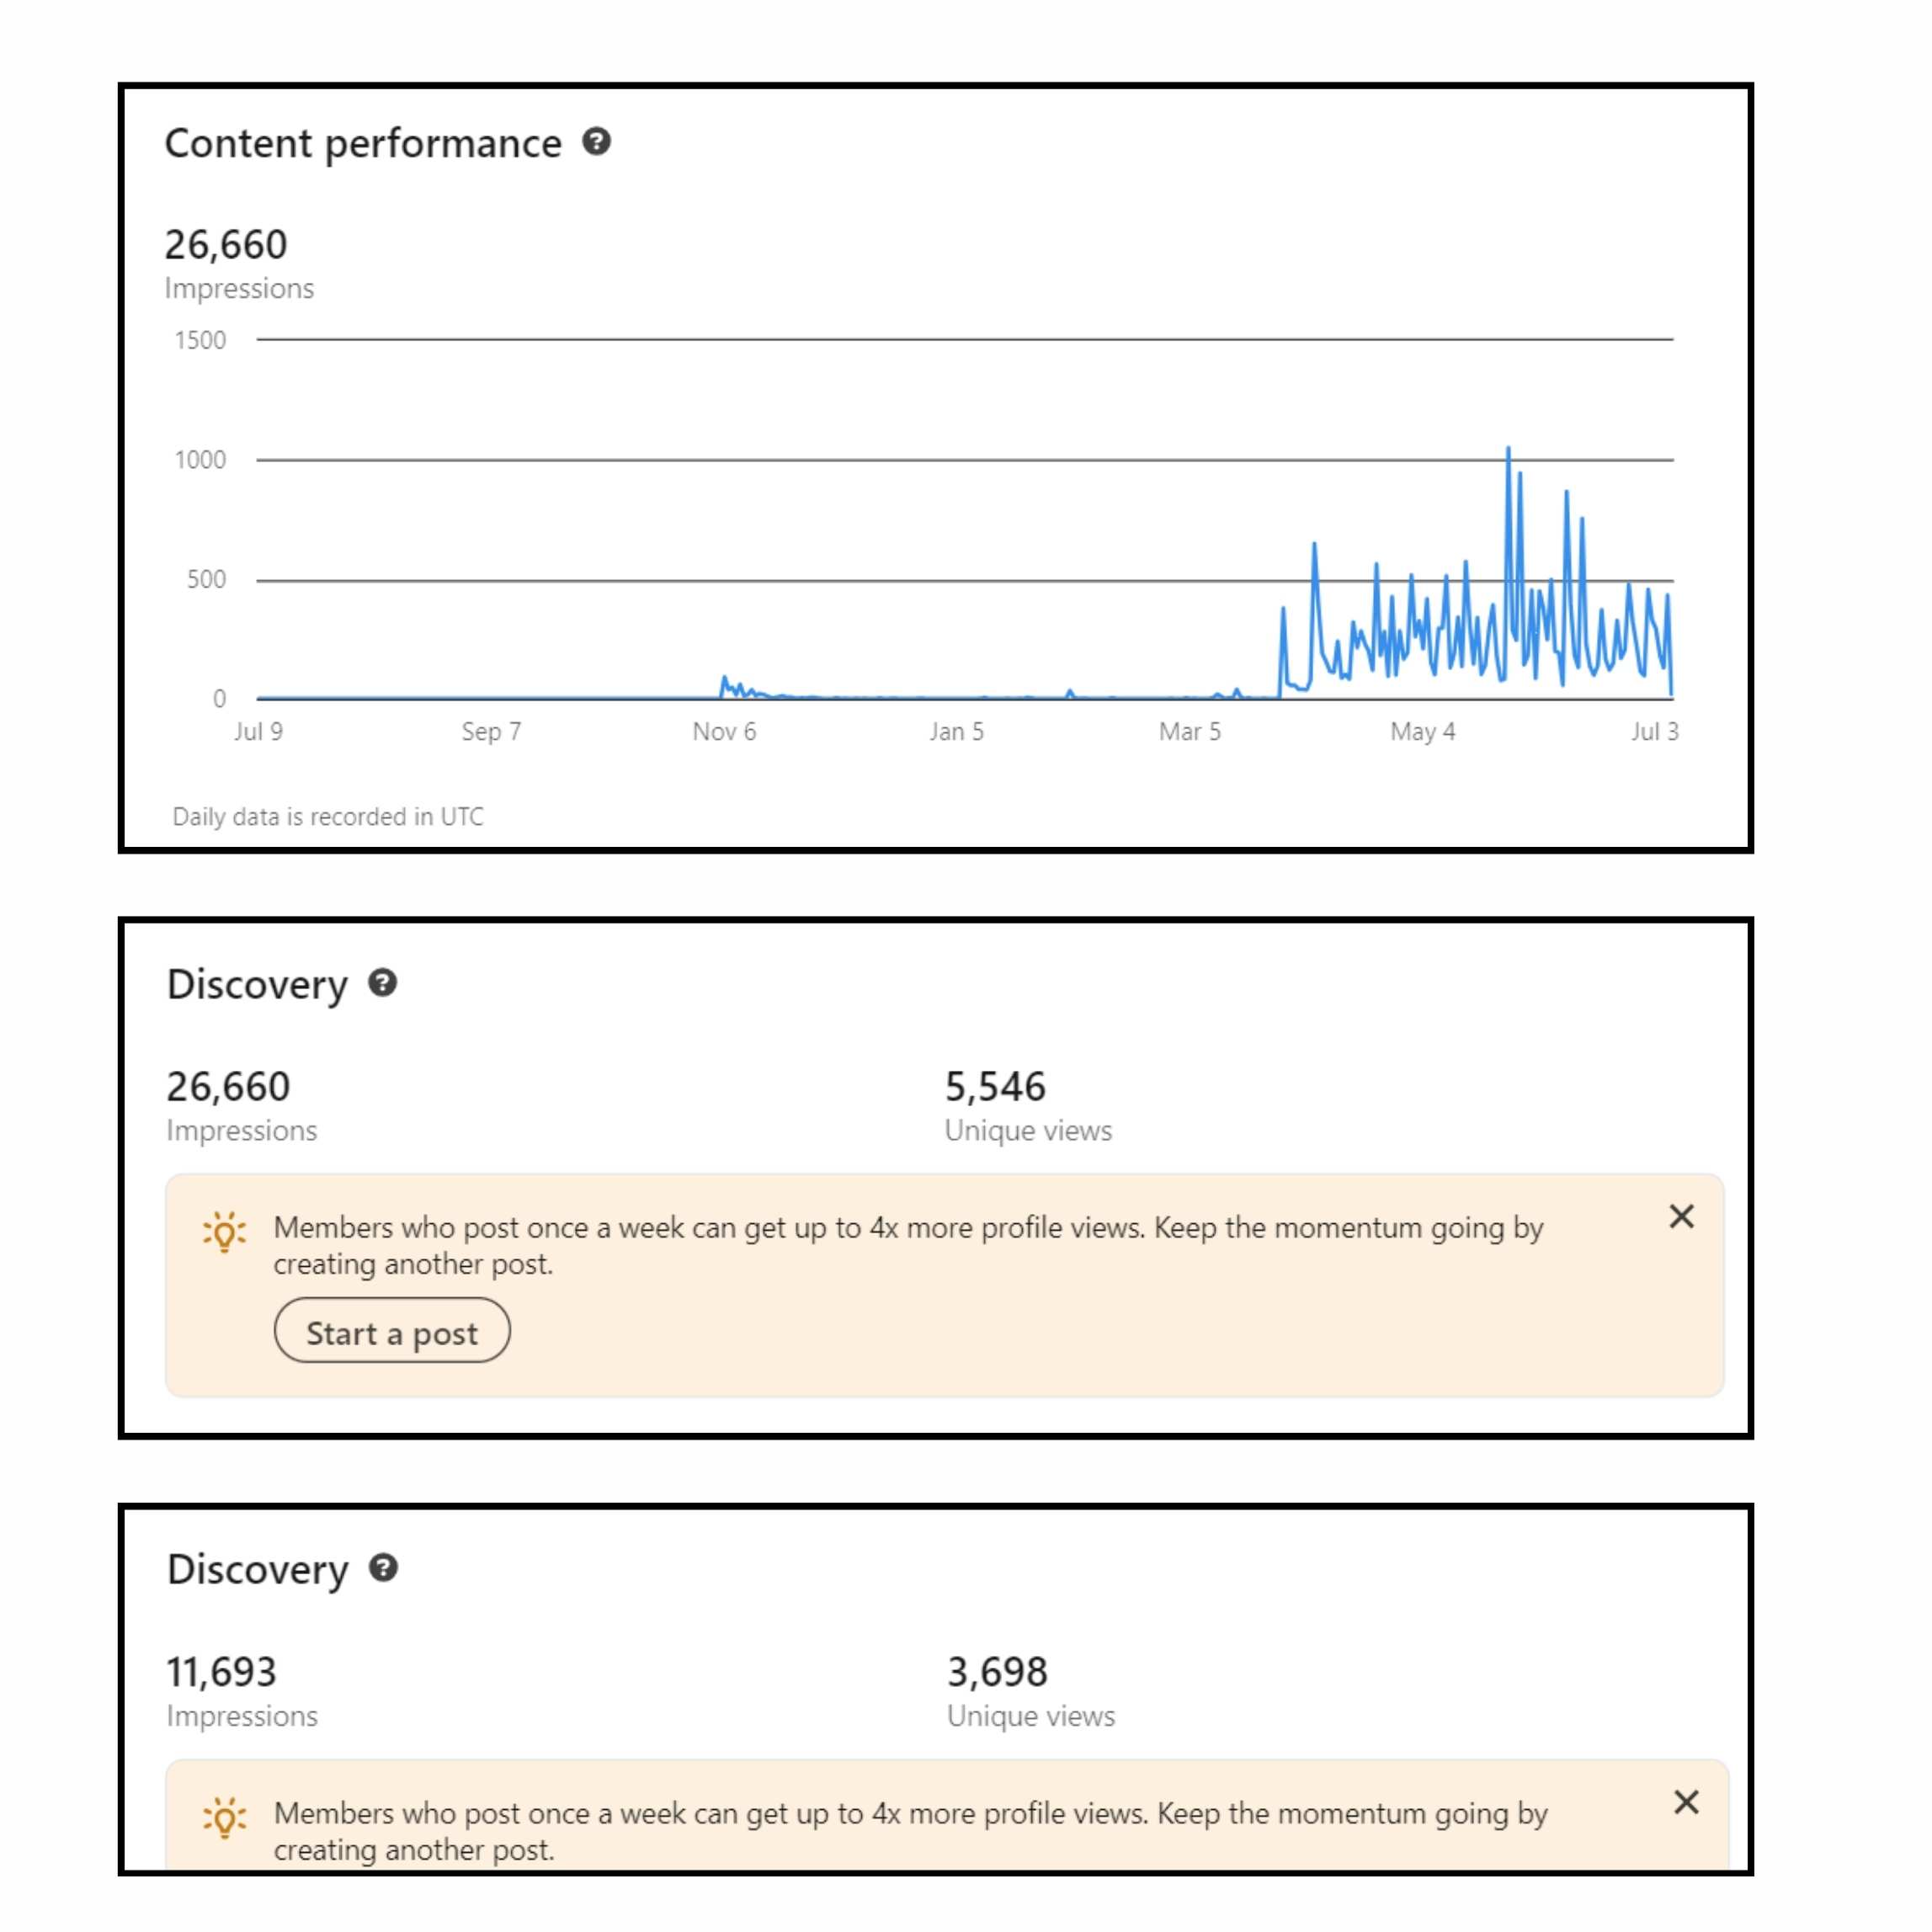 Content performance ?
26,660
Impressions
1500
1000
500
0
Jul 9 Sep 7 Nov 6 Jan 5 Mar 5 May 4 Jul 3
Daily data is recorded in UTC
Discovery ?
26,660 5,546
Impressions Unique views
Members who post once a week can get up to 4x more profile views. Keep the momentum going by
creating another post.
Start a post
Discovery ?
11,693 3,698
Impressions Unique views
Members who post once a week can get up to 4x more profile views. Keep the momentum going by
creating another post.